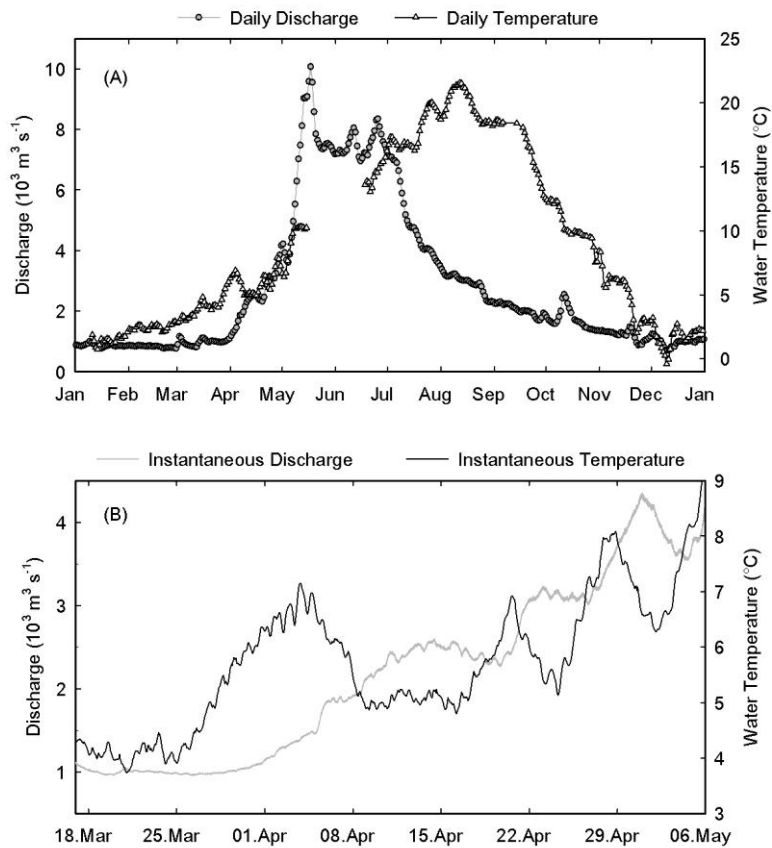 Daily Discharge Daily Temperature
(A)
Discharge (10³ m³ s⁻¹)
10
8
6
4
2
0
Water Temperature (°C)
25
20
15
10
5
0
Jan Feb Mar Apr May Jun Jul Aug Sep Oct Nov Dec Jan
Instantaneous Discharge Instantaneous Temperature
(B)
Discharge (10³ m³ s⁻¹)
4
3
2
1
Water Temperature (°C)
9
8
7
6
5
4
3
18.Mar 25.Mar 01.Apr 08.Apr 15.Apr 22.Apr 29.Apr 06.May